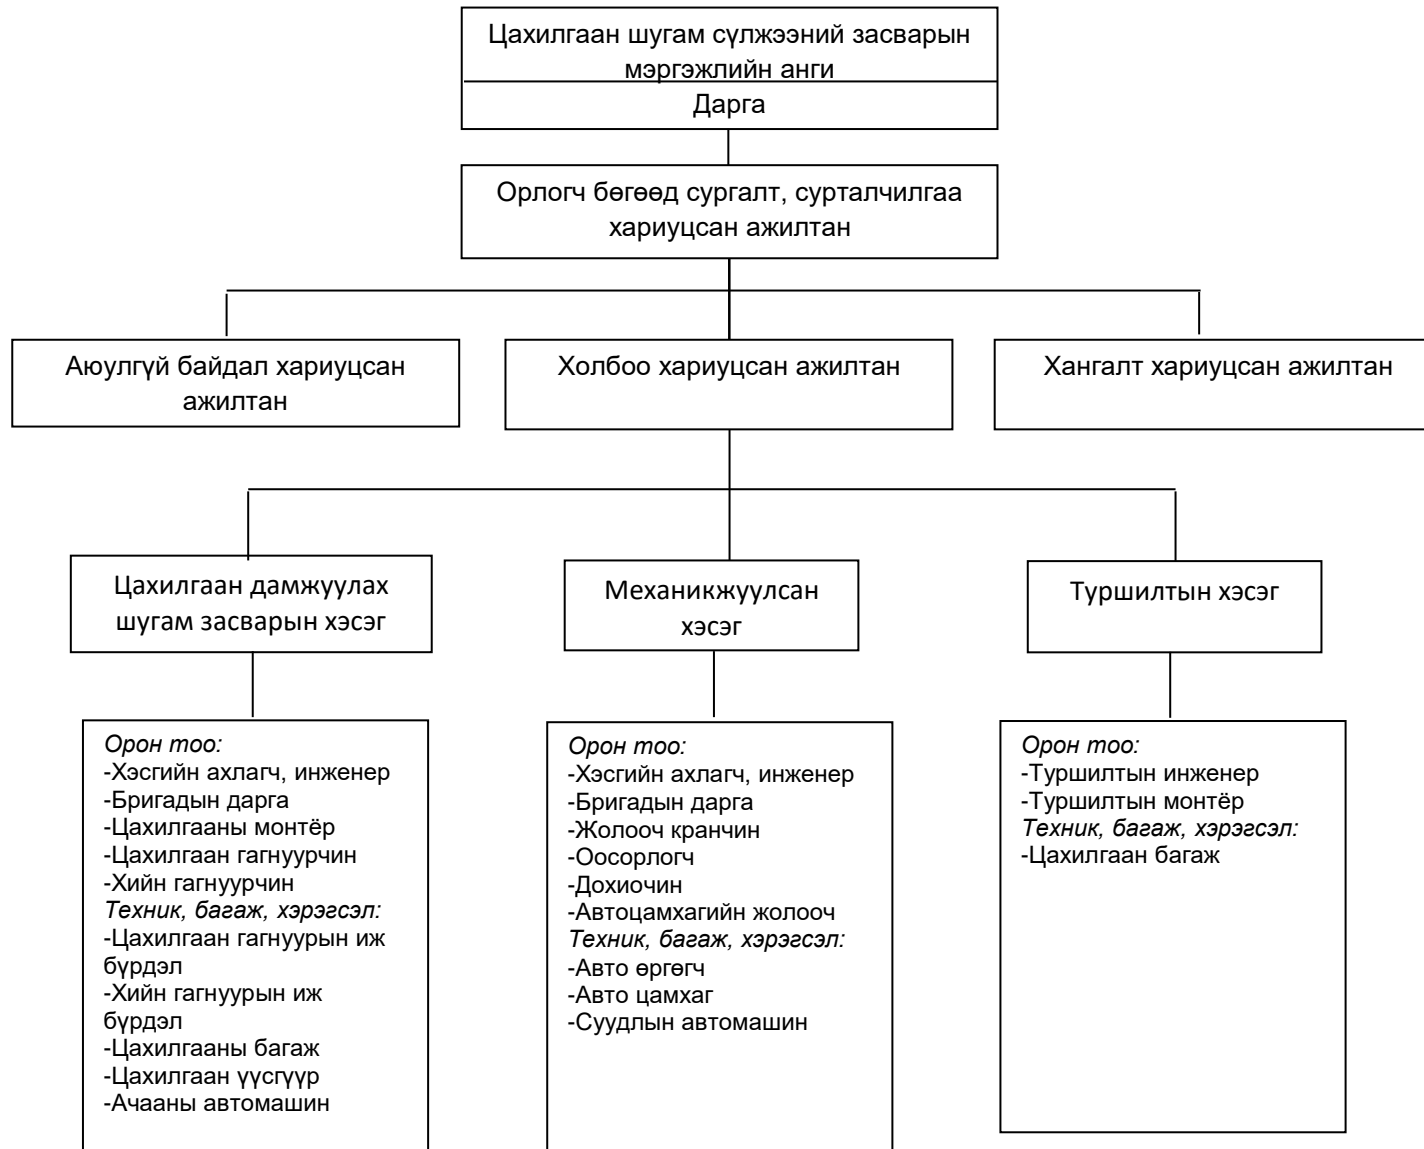 Цахилгаан шугам сүлжээний засварын
мэргэжлийн анги
Дарга
Орлогч бөгөөд сургалт, сурталчилгаа
хариуцсан ажилтан
Аюулгүй байдал хариуцсан
ажилтан
Холбоо хариуцсан ажилтан
Хангалт хариуцсан ажилтан
Цахилгаан дамжуулах
шугам засварын хэсэг
Механикжуулсан
хэсэг
Туршилтын хэсэг
Орон тоо:
-Хэсгийн ахлагч, инженер
-Бригадын дарга
-Цахилгааны монтёр
-Цахилгаан гагнуурчин
-Хийн гагнуурчин
Техник, багаж, хэрэгсэл:
-Цахилгаан гагнуурын иж
бүрдэл
-Хийн гагнуурын иж
бүрдэл
-Цахилгааны багаж
-Цахилгаан үүсгүүр
-Ачааны автомашин
Орон тоо:
-Хэсгийн ахлагч, инженер
-Бригадын дарга
-Жолооч кранчин
-Оосорлогч
-Дохиочин
-Автоцамхагийн жолооч
Техник, багаж, хэрэгсэл:
-Авто өргөгч
-Авто цамхаг
-Суудлын автомашин
Орон тоо:
-Туршилтын инженер
-Туршилтын монтёр
Техник, багаж, хэрэгсэл:
-Цахилгаан багаж